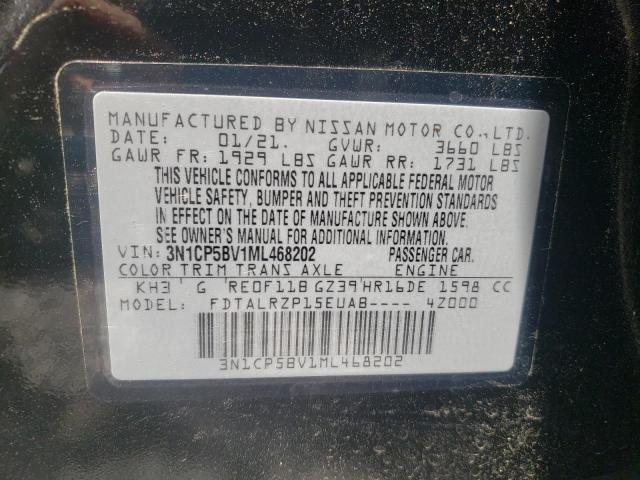 MANUFACTURED BY NISSAN MOTOR CO., LTD.
DATE: 01/21. GVWR: 3660 LBS
GAWR FR: 1929 LBS GAWR RR: 1731 LBS
THIS VEHICLE CONFORMS TO ALL APPLICABLE FEDERAL MOTOR
VEHICLE SAFETY, BUMPER AND THEFT PREVENTION STANDARDS
IN EFFECT ON THE DATE OF MANUFACTURE SHOWN ABOVE.
SEE OWNER'S MANUAL FOR ADDITIONAL INFORMATION.
VIN: 3N1CP5BV1ML468202 PASSENGER CAR.
COLOR TRIM TRANS AXLE ENGINE
KH3 ' G ' RE0F11B GZ39 ' HR16DE 1598 CC
MODEL: FDTALRZP15EUAB---- 4Z000
3N1CP5BV1ML468202